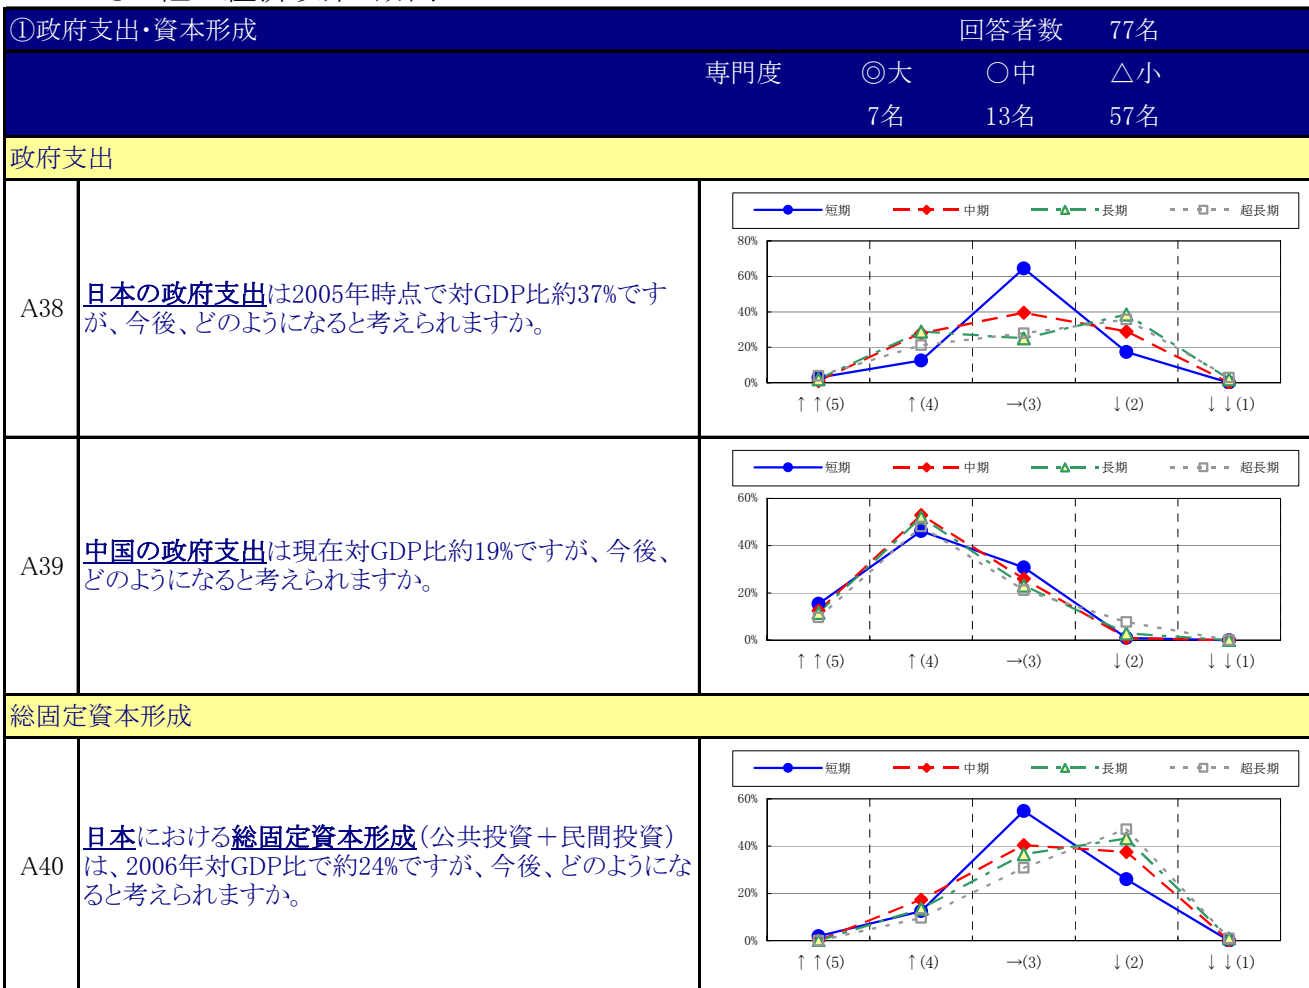 ①政府支出・資本形成 回答者数 77名
専門度 ◎大 ○中 △小
7名 13名 57名
政府支出
短期 中期 長期 超長期
80%
60%
40%
20%
0%
↑↑(5) ↑(4) →(3) ↓(2) ↓↓(1)
A38
日本の政府支出は2005年時点で対GDP比約37%です
が、今後、どのようになると考えられますか。
短期 中期 長期 超長期
60%
40%
20%
0%
↑↑(5) ↑(4) →(3) ↓(2) ↓↓(1)
A39
中国の政府支出は現在対GDP比約19%ですが、今後、
どのようになると考えられますか。
総固定資本形成
短期 中期 長期 超長期
60%
40%
20%
0%
↑↑(5) ↑(4) →(3) ↓(2) ↓↓(1)
A40
日本における総固定資本形成(公共投資+民間投資)
は、2006年対GDP比で約24%ですが、今後、どのようにな
ると考えられますか。